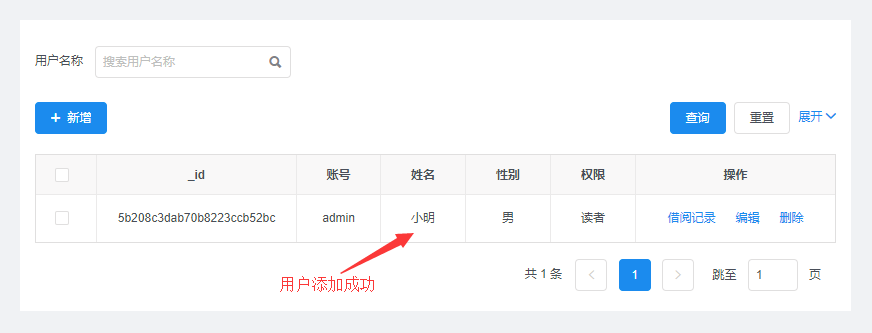 用户名称 搜索用户名称
+ 新增 查询 重置 展开
_id 账号 姓名 性别 权限 操作
5b208c3dab70b8223ccb52bc admin 小明 男 读者 借阅记录 编辑 删除
共 1 条 < 1 > 跳至 1 页
用户添加成功